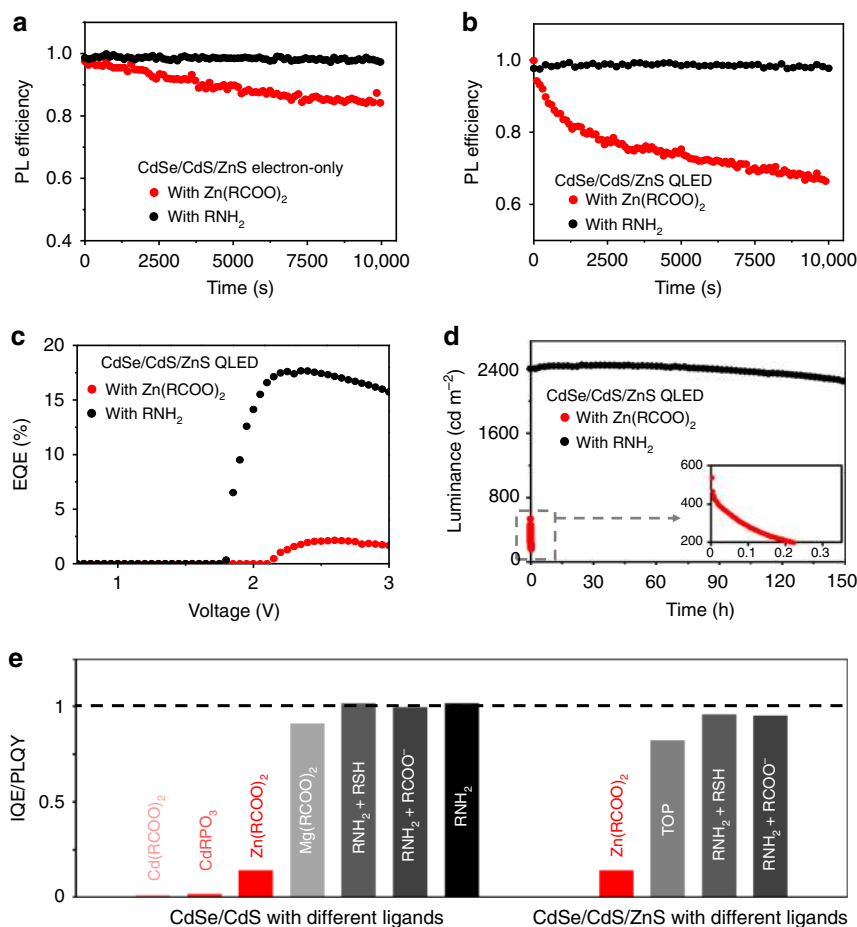 a
1.0
0.8
0.6
0.4
PL efficiency
CdSe/CdS/ZnS electron-only
With Zn(RCOO)₂
With RNH₂
0 2500 5000 7500 10,000
Time (s)
b
1.0
0.8
0.6
PL efficiency
CdSe/CdS/ZnS QLED
With Zn(RCOO)₂
With RNH₂
0 2500 5000 7500 10,000
Time (s)
c
20
15
10
5
0
EQE (%)
CdSe/CdS/ZnS QLED
With Zn(RCOO)₂
With RNH₂
1 2 3
Voltage (V)
d
2400
1600
800
0
Luminance (cd m⁻²)
CdSe/CdS/ZnS QLED
With Zn(RCOO)₂
With RNH₂
600
400
200
0 0.1 0.2 0.3
30 60 90 120 150
Time (h)
e
1
0.5
0
IQE/PLQY
Cd(RCOO)₂
CdRPO₃
Zn(RCOO)₂
Mg(RCOO)₂
RNH₂ + RSH
RNH₂ + RCOO⁻
RNH₂
Zn(RCOO)₂
TOP
RNH₂ + RSH
RNH₂ + RCOO⁻
CdSe/CdS with different ligands
CdSe/CdS/ZnS with different ligands